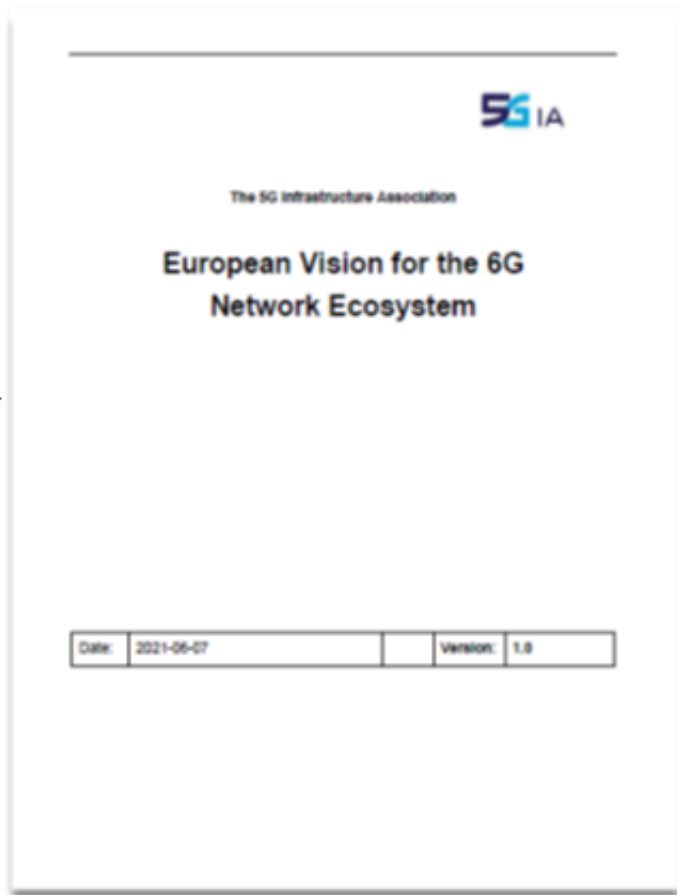 5G IA
The 5G Infrastructure Association
European Vision for the 6G
Network Ecosystem
Date: 2021-06-07 Version: 1.0